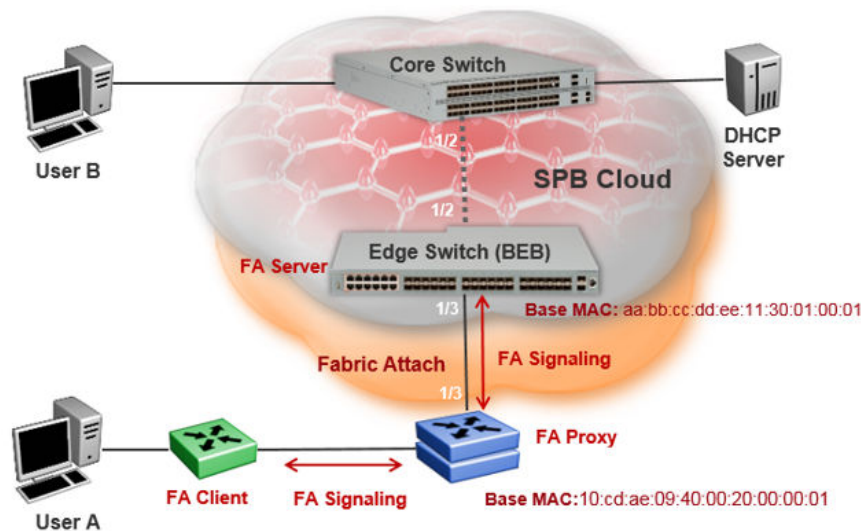 Core Switch
User B
DHCP
Server
1/2
SPB Cloud
1/2
Edge Switch (BEB)
FA Server
1/3
Base MAC: aa:bb:cc:dd:ee:11:30:01:00:01
Fabric Attach
FA Signaling
1/3
FA Proxy
FA Client
FA Signaling
Base MAC:10:cd:ae:09:40:00:20:00:00:01
User A